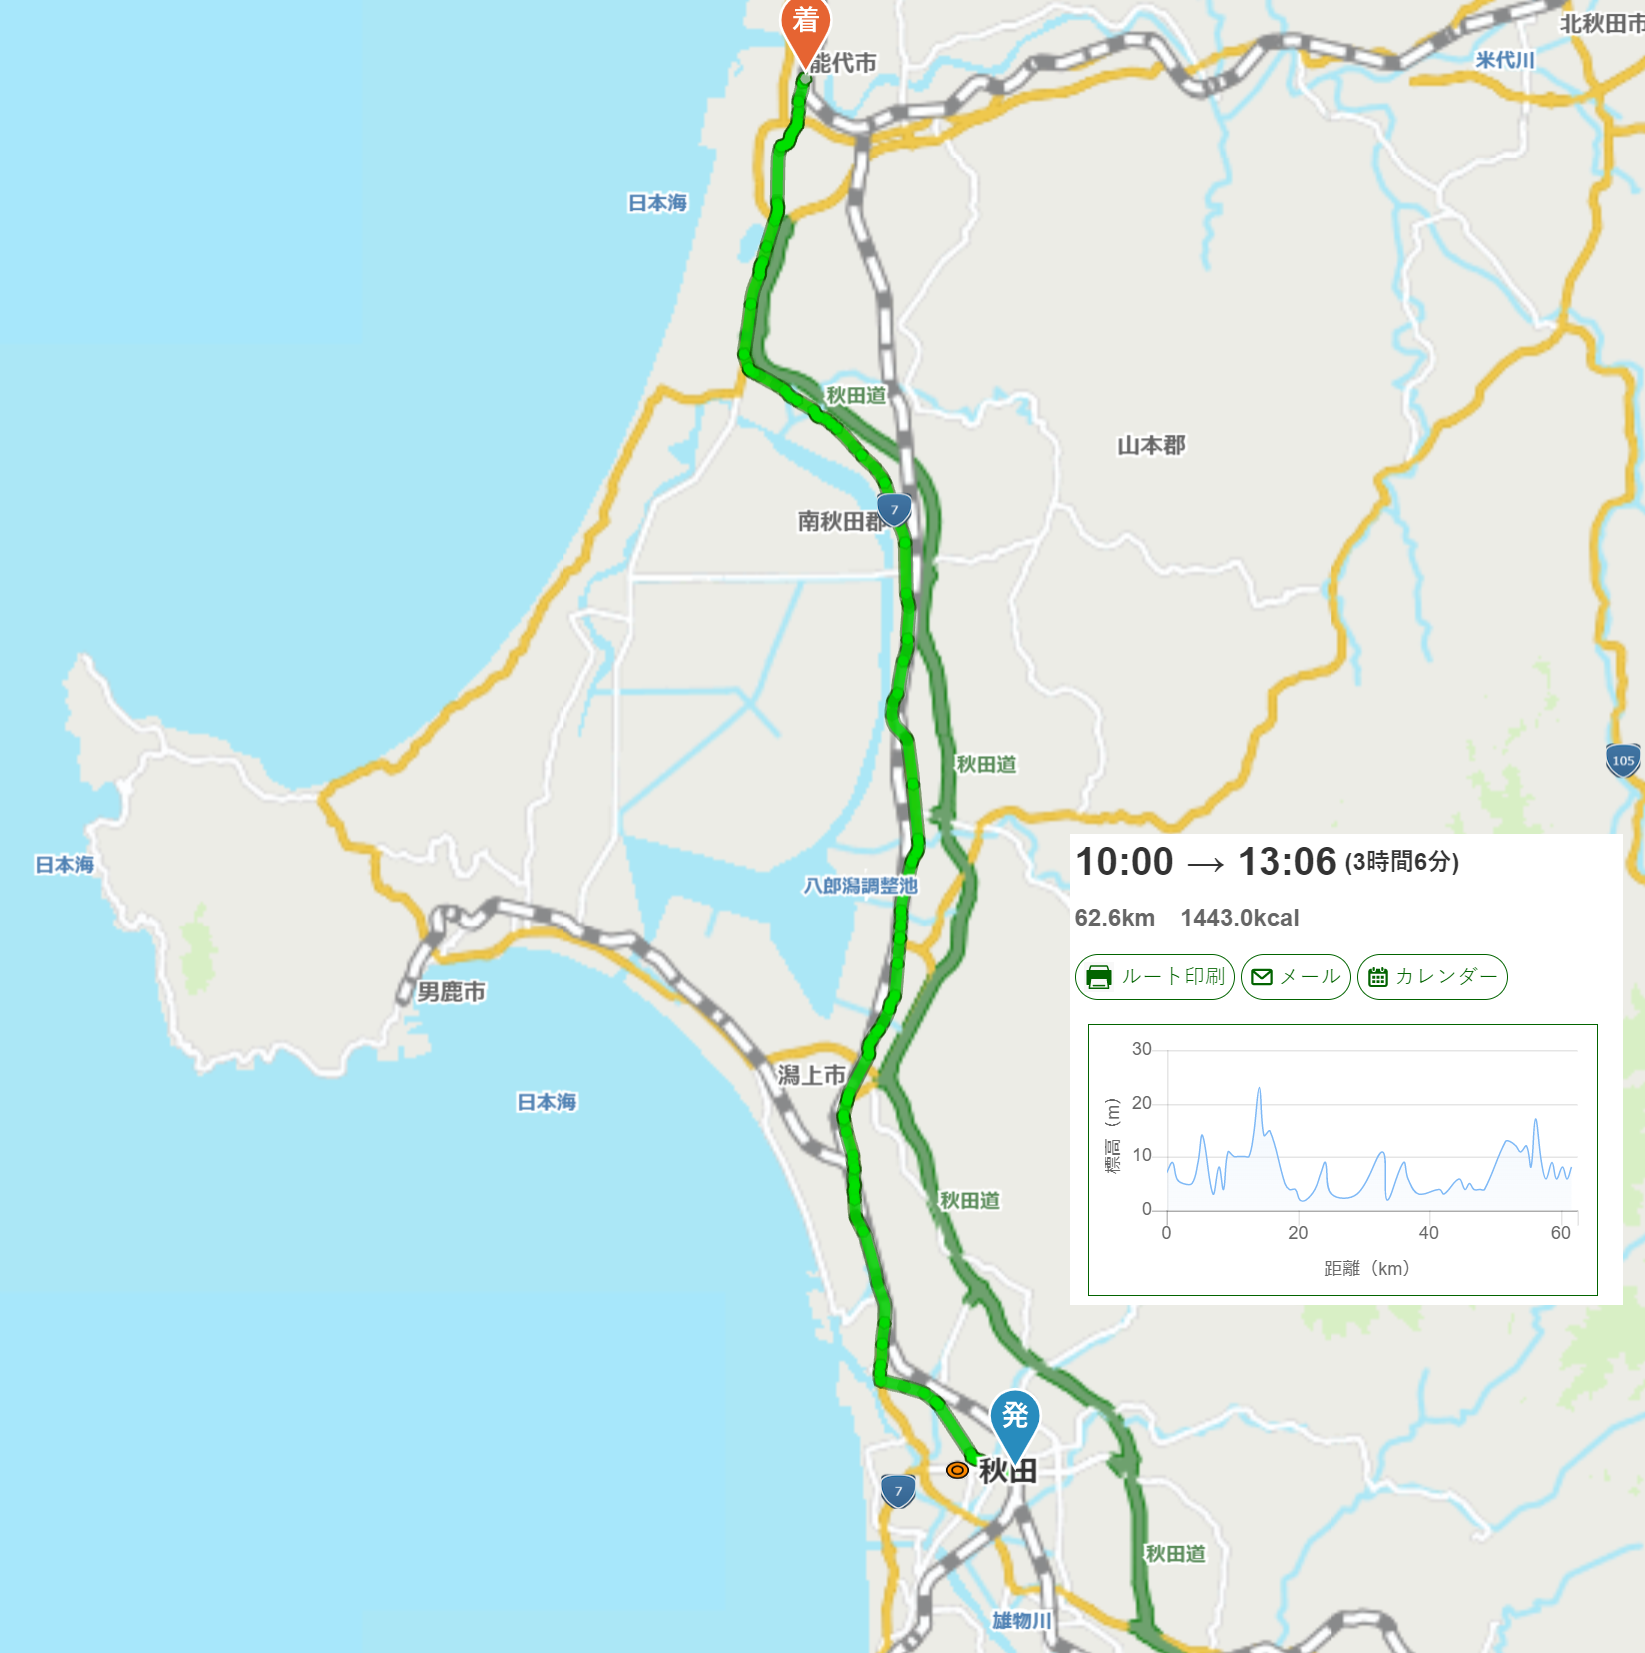 着
能代市
北秋田市
米代川
日本海
秋田道
山本郡
7
南秋田郡
秋田道
105
日本海
八郎潟調整池
10:00 → 13:06 (3時間6分)
62.6km 1443.0kcal
ルート印刷 メール カレンダー
男鹿市
30
20
10
0
標高（m）
0 20 40 60
距離（km）
潟上市
日本海
秋田道
発
秋田
7
秋田道
雄物川